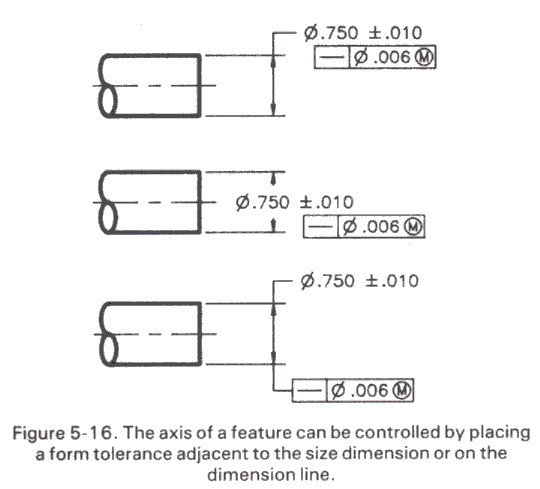 Ø.750 ±.010
— Ø.006 Ⓜ
Ø.750 ±.010
— Ø.006 Ⓜ
Ø.750 ±.010
— Ø.006 Ⓜ
Figure 5-16. The axis of a feature can be controlled by placing
a form tolerance adjacent to the size dimension or on the
dimension line.